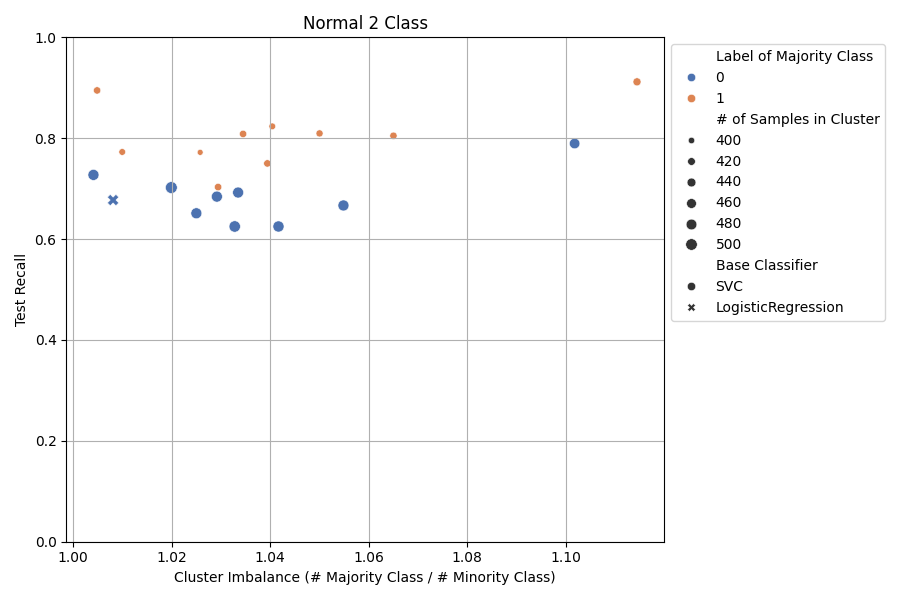 Normal 2 Class
1.0
0.8
0.6
0.4
0.2
0.0
Test Recall
1.00
1.02
1.04
1.06
1.08
1.10
Cluster Imbalance (# Majority Class / # Minority Class)
Label of Majority Class
0
1
# of Samples in Cluster
400
420
440
460
480
500
Base Classifier
SVC
LogisticRegression